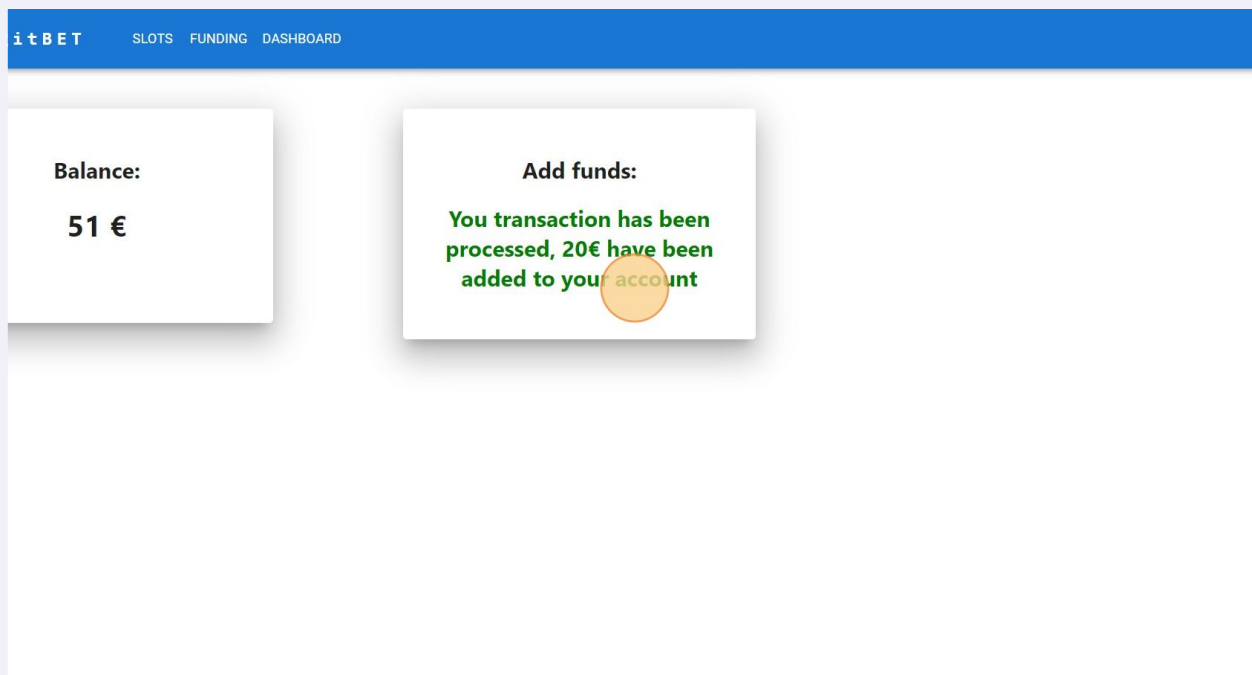 itBET SLOTS FUNDING DASHBOARD
Balance:
51 €
Add funds:
You transaction has been
processed, 20€ have been
added to your account